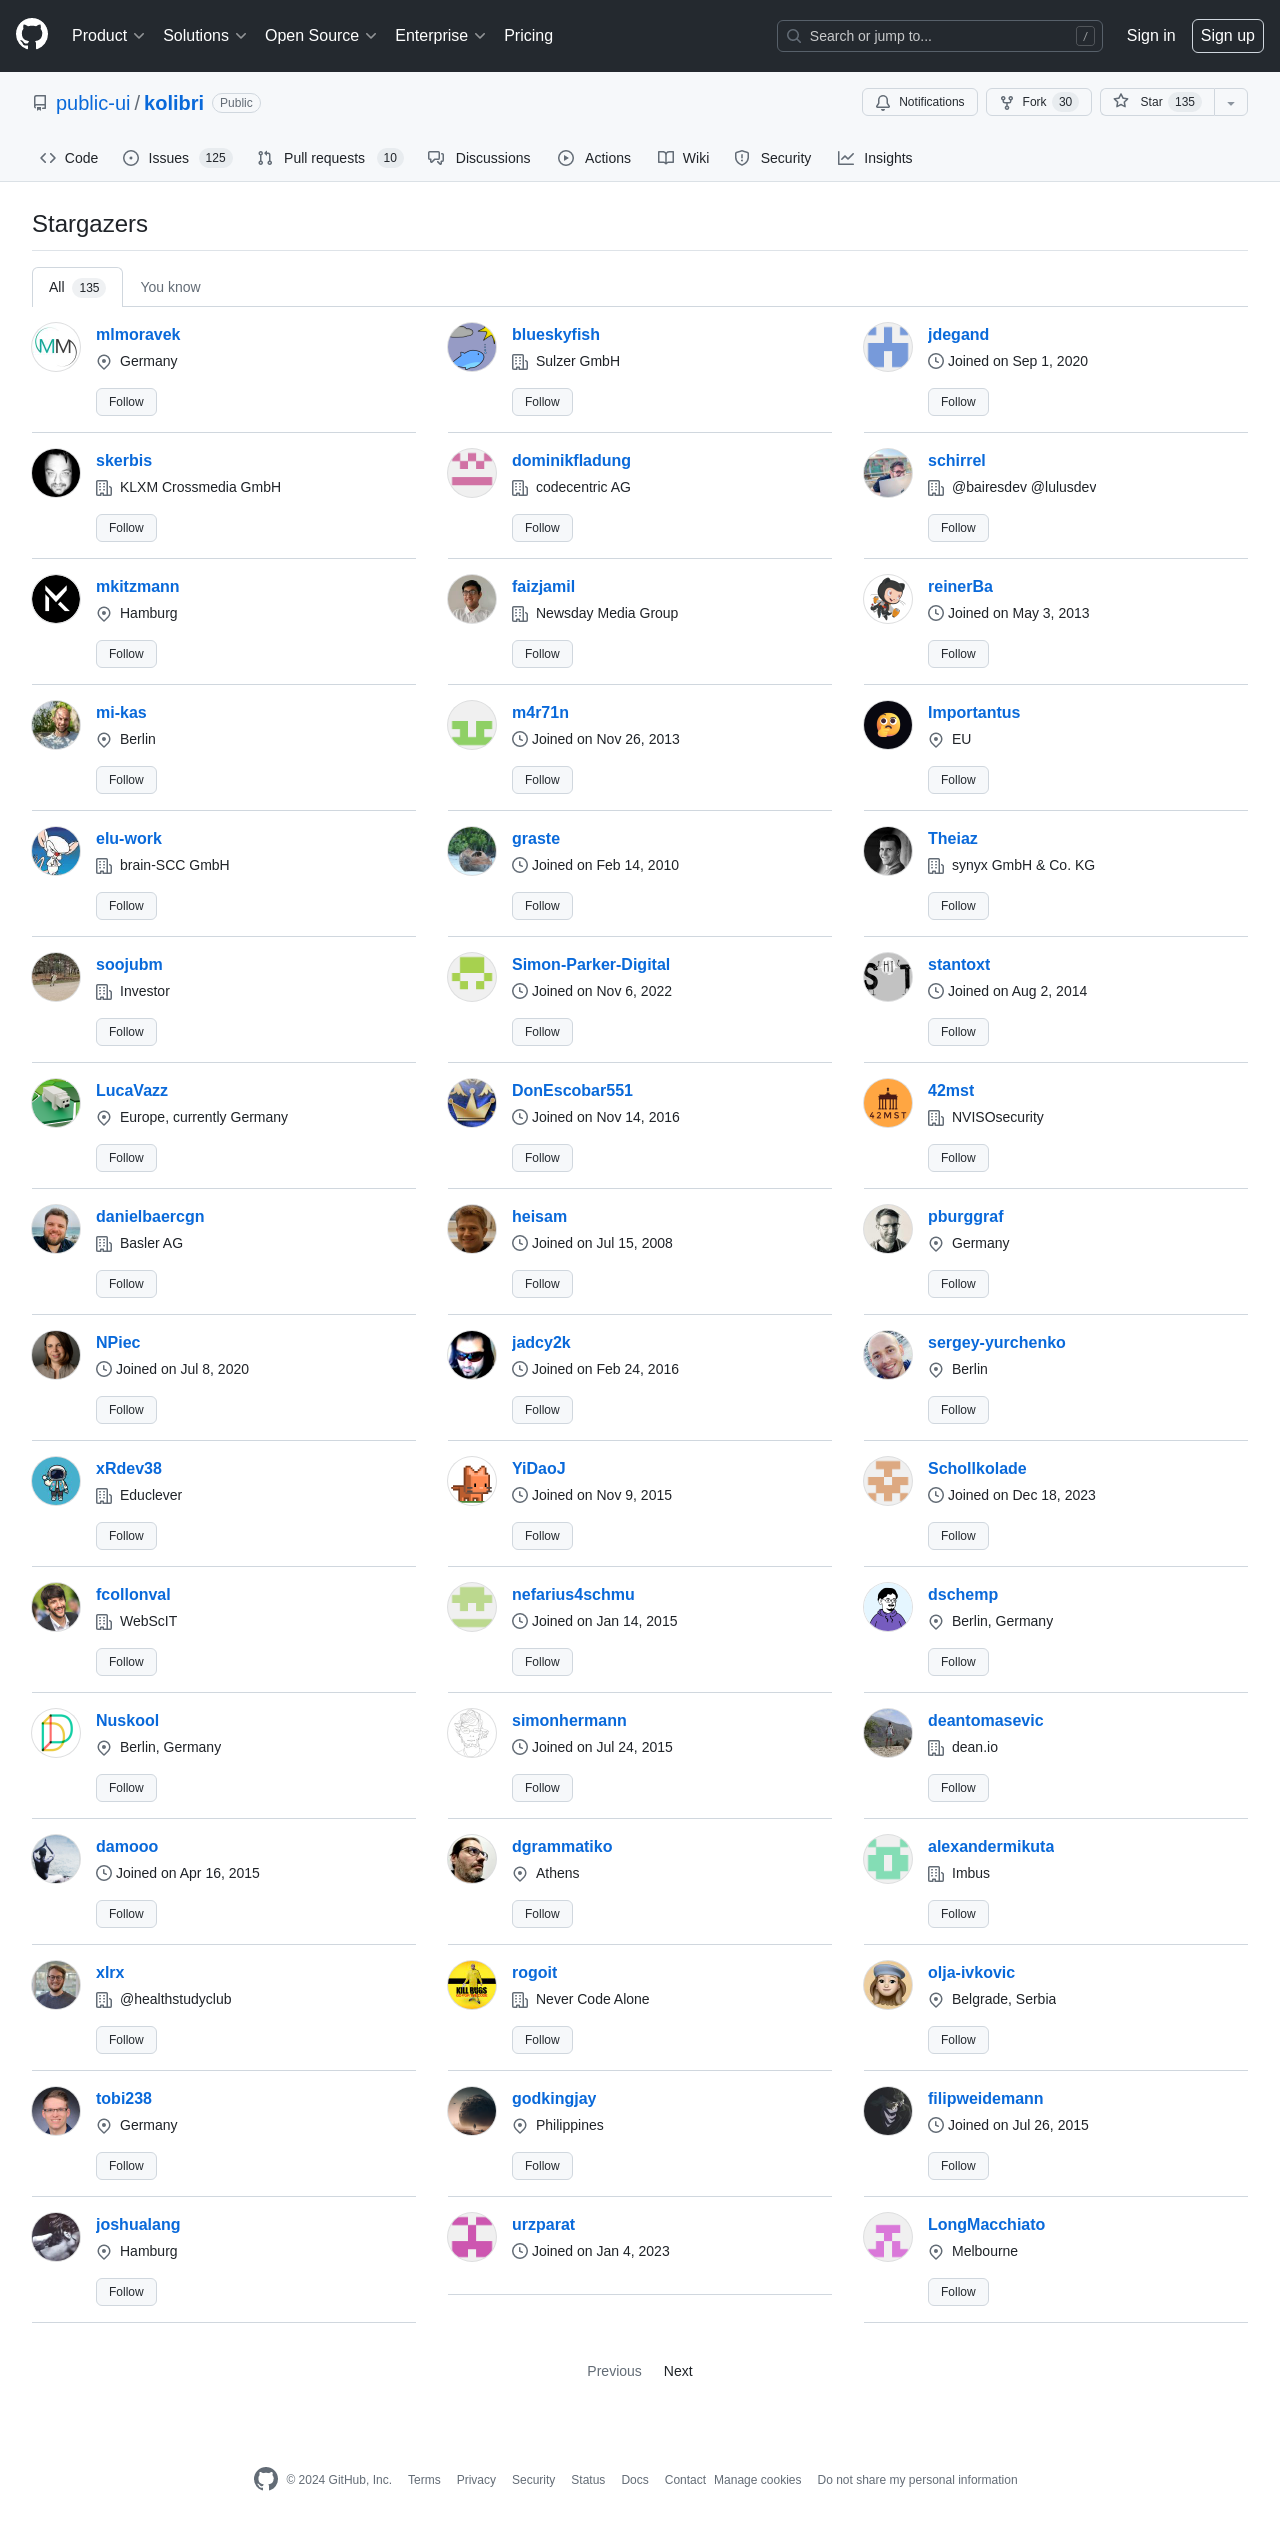 Product Solutions Open Source Enterprise Pricing Search or jump to... / Sign in Sign up
public-ui / kolibri Public Notifications Fork 30 Star 135
Code Issues 125 Pull requests 10 Discussions Actions Wiki Security Insights
Stargazers
All 135 You know
mlmoravek blueskyfish jdegand
Germany Sulzer GmbH Joined on Sep 1, 2020
Follow Follow Follow
skerbis dominikfladung schirrel
KLXM Crossmedia GmbH codecentric AG @bairesdev @lulusdev
Follow Follow Follow
mkitzmann faizjamil reinerBa
Hamburg Newsday Media Group Joined on May 3, 2013
Follow Follow Follow
mi-kas m4r71n Importantus
Berlin Joined on Nov 26, 2013 EU
Follow Follow Follow
elu-work graste Theiaz
brain-SCC GmbH Joined on Feb 14, 2010 synyx GmbH & Co. KG
Follow Follow Follow
soojubm Simon-Parker-Digital stantoxt
Investor Joined on Nov 6, 2022 Joined on Aug 2, 2014
Follow Follow Follow
LucaVazz DonEscobar551 42mst
Europe, currently Germany Joined on Nov 14, 2016 NVISOsecurity
42MST
Follow Follow Follow
danielbaercgn heisam pburggraf
Basler AG Joined on Jul 15, 2008 Germany
Follow Follow Follow
NPiec jadcy2k sergey-yurchenko
Joined on Jul 8, 2020 Joined on Feb 24, 2016 Berlin
Follow Follow Follow
xRdev38 YiDaoJ Schollkolade
Educlever Joined on Nov 9, 2015 Joined on Dec 18, 2023
Follow Follow Follow
fcollonval nefarius4schmu dschemp
WebScIT Joined on Jan 14, 2015 Berlin, Germany
Follow Follow Follow
Nuskool simonhermann deantomasevic
Berlin, Germany Joined on Jul 24, 2015 dean.io
Follow Follow Follow
damooo dgrammatiko alexandermikuta
Joined on Apr 16, 2015 Athens Imbus
Follow Follow Follow
xlrx rogoit olja-ivkovic
@healthstudyclub KILL BUGS Never Code Alone Belgrade, Serbia
Follow Follow Follow
tobi238 godkingjay filipweidemann
Germany Philippines Joined on Jul 26, 2015
Follow Follow Follow
joshualang urzparat LongMacchiato
Hamburg Joined on Jan 4, 2023 Melbourne
Follow Follow
Previous Next
© 2024 GitHub, Inc. Terms Privacy Security Status Docs Contact Manage cookies Do not share my personal information